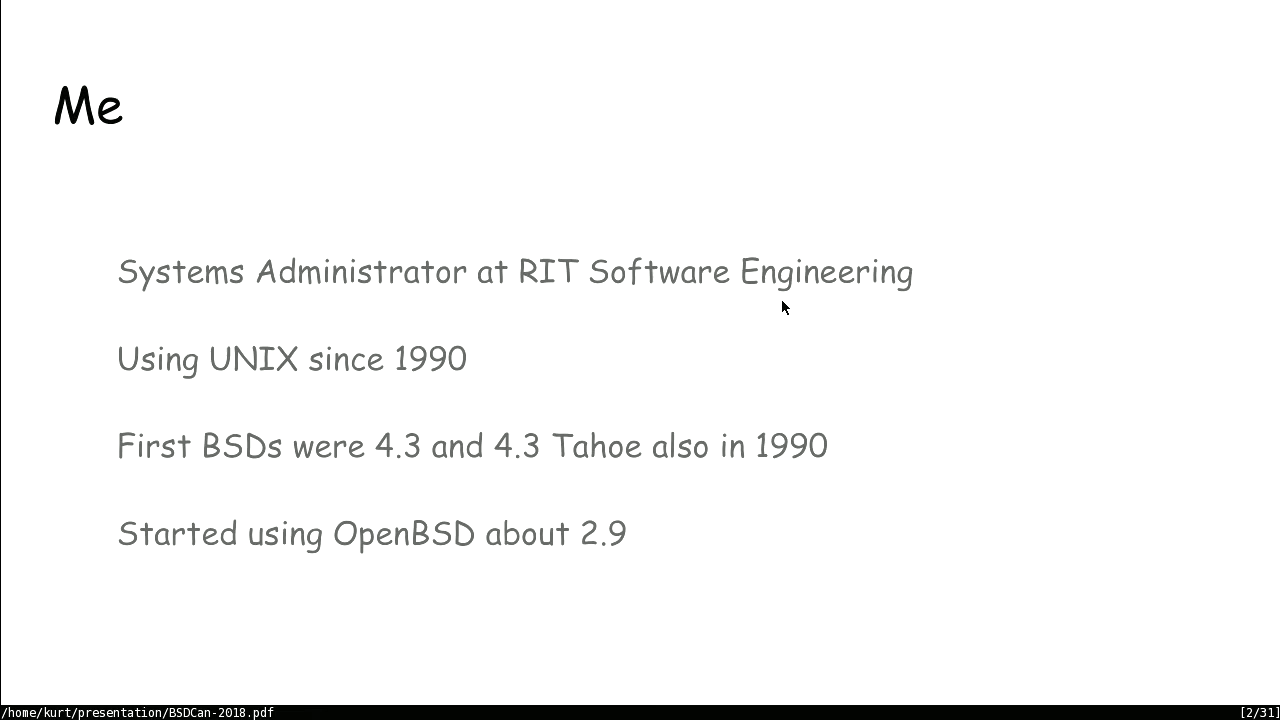 Me
Systems Administrator at RIT Software Engineering
Using UNIX since 1990
First BSDs were 4.3 and 4.3 Tahoe also in 1990
Started using OpenBSD about 2.9
/home/kurt/presentation/BSDCan-2018.pdf [2/31]